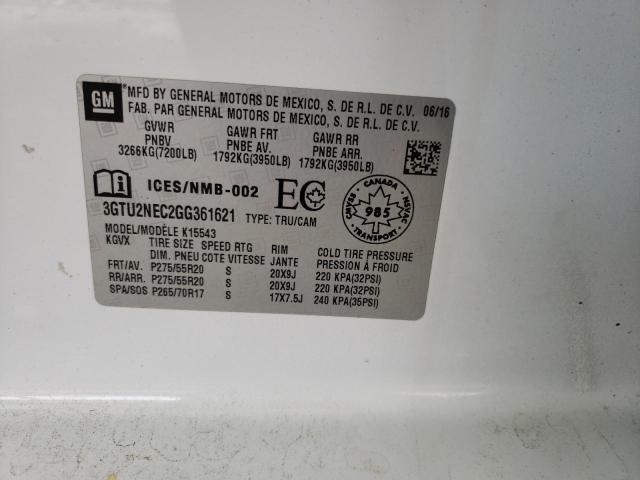 GM
*MFD BY GENERAL MOTORS DE MEXICO, S. DE R.L. DE C.V. 06/16
FAB. PAR GENERAL MOTORS DE MEXICO, S. DE R.L. DE C.V.
GVWR GAWR FRT GAWR RR
PNBV PNBE AV. PNBE ARR.
3266KG(7200LB) 1792KG(3950LB) 1792KG(3950LB)
ICES/NMB-002 EC
CANADA
CMVSS NSVAC
985
TRANSPORT
3GTU2NEC2GG361621 TYPE: TRU/CAM
MODEL/MODELE K15543
KGVX TIRE SIZE SPEED RTG RIM COLD TIRE PRESSURE
DIM. PNEU COTE VITESSE JANTE PRESSION À FROID
FRT/AV. P275/55R20 S 20X9J 220 KPA(32PSI)
RR/ARR. P275/55R20 S 20X9J 220 KPA(32PSI)
SPA/SOS P265/70R17 S 17X7.5J 240 KPA(35PSI)